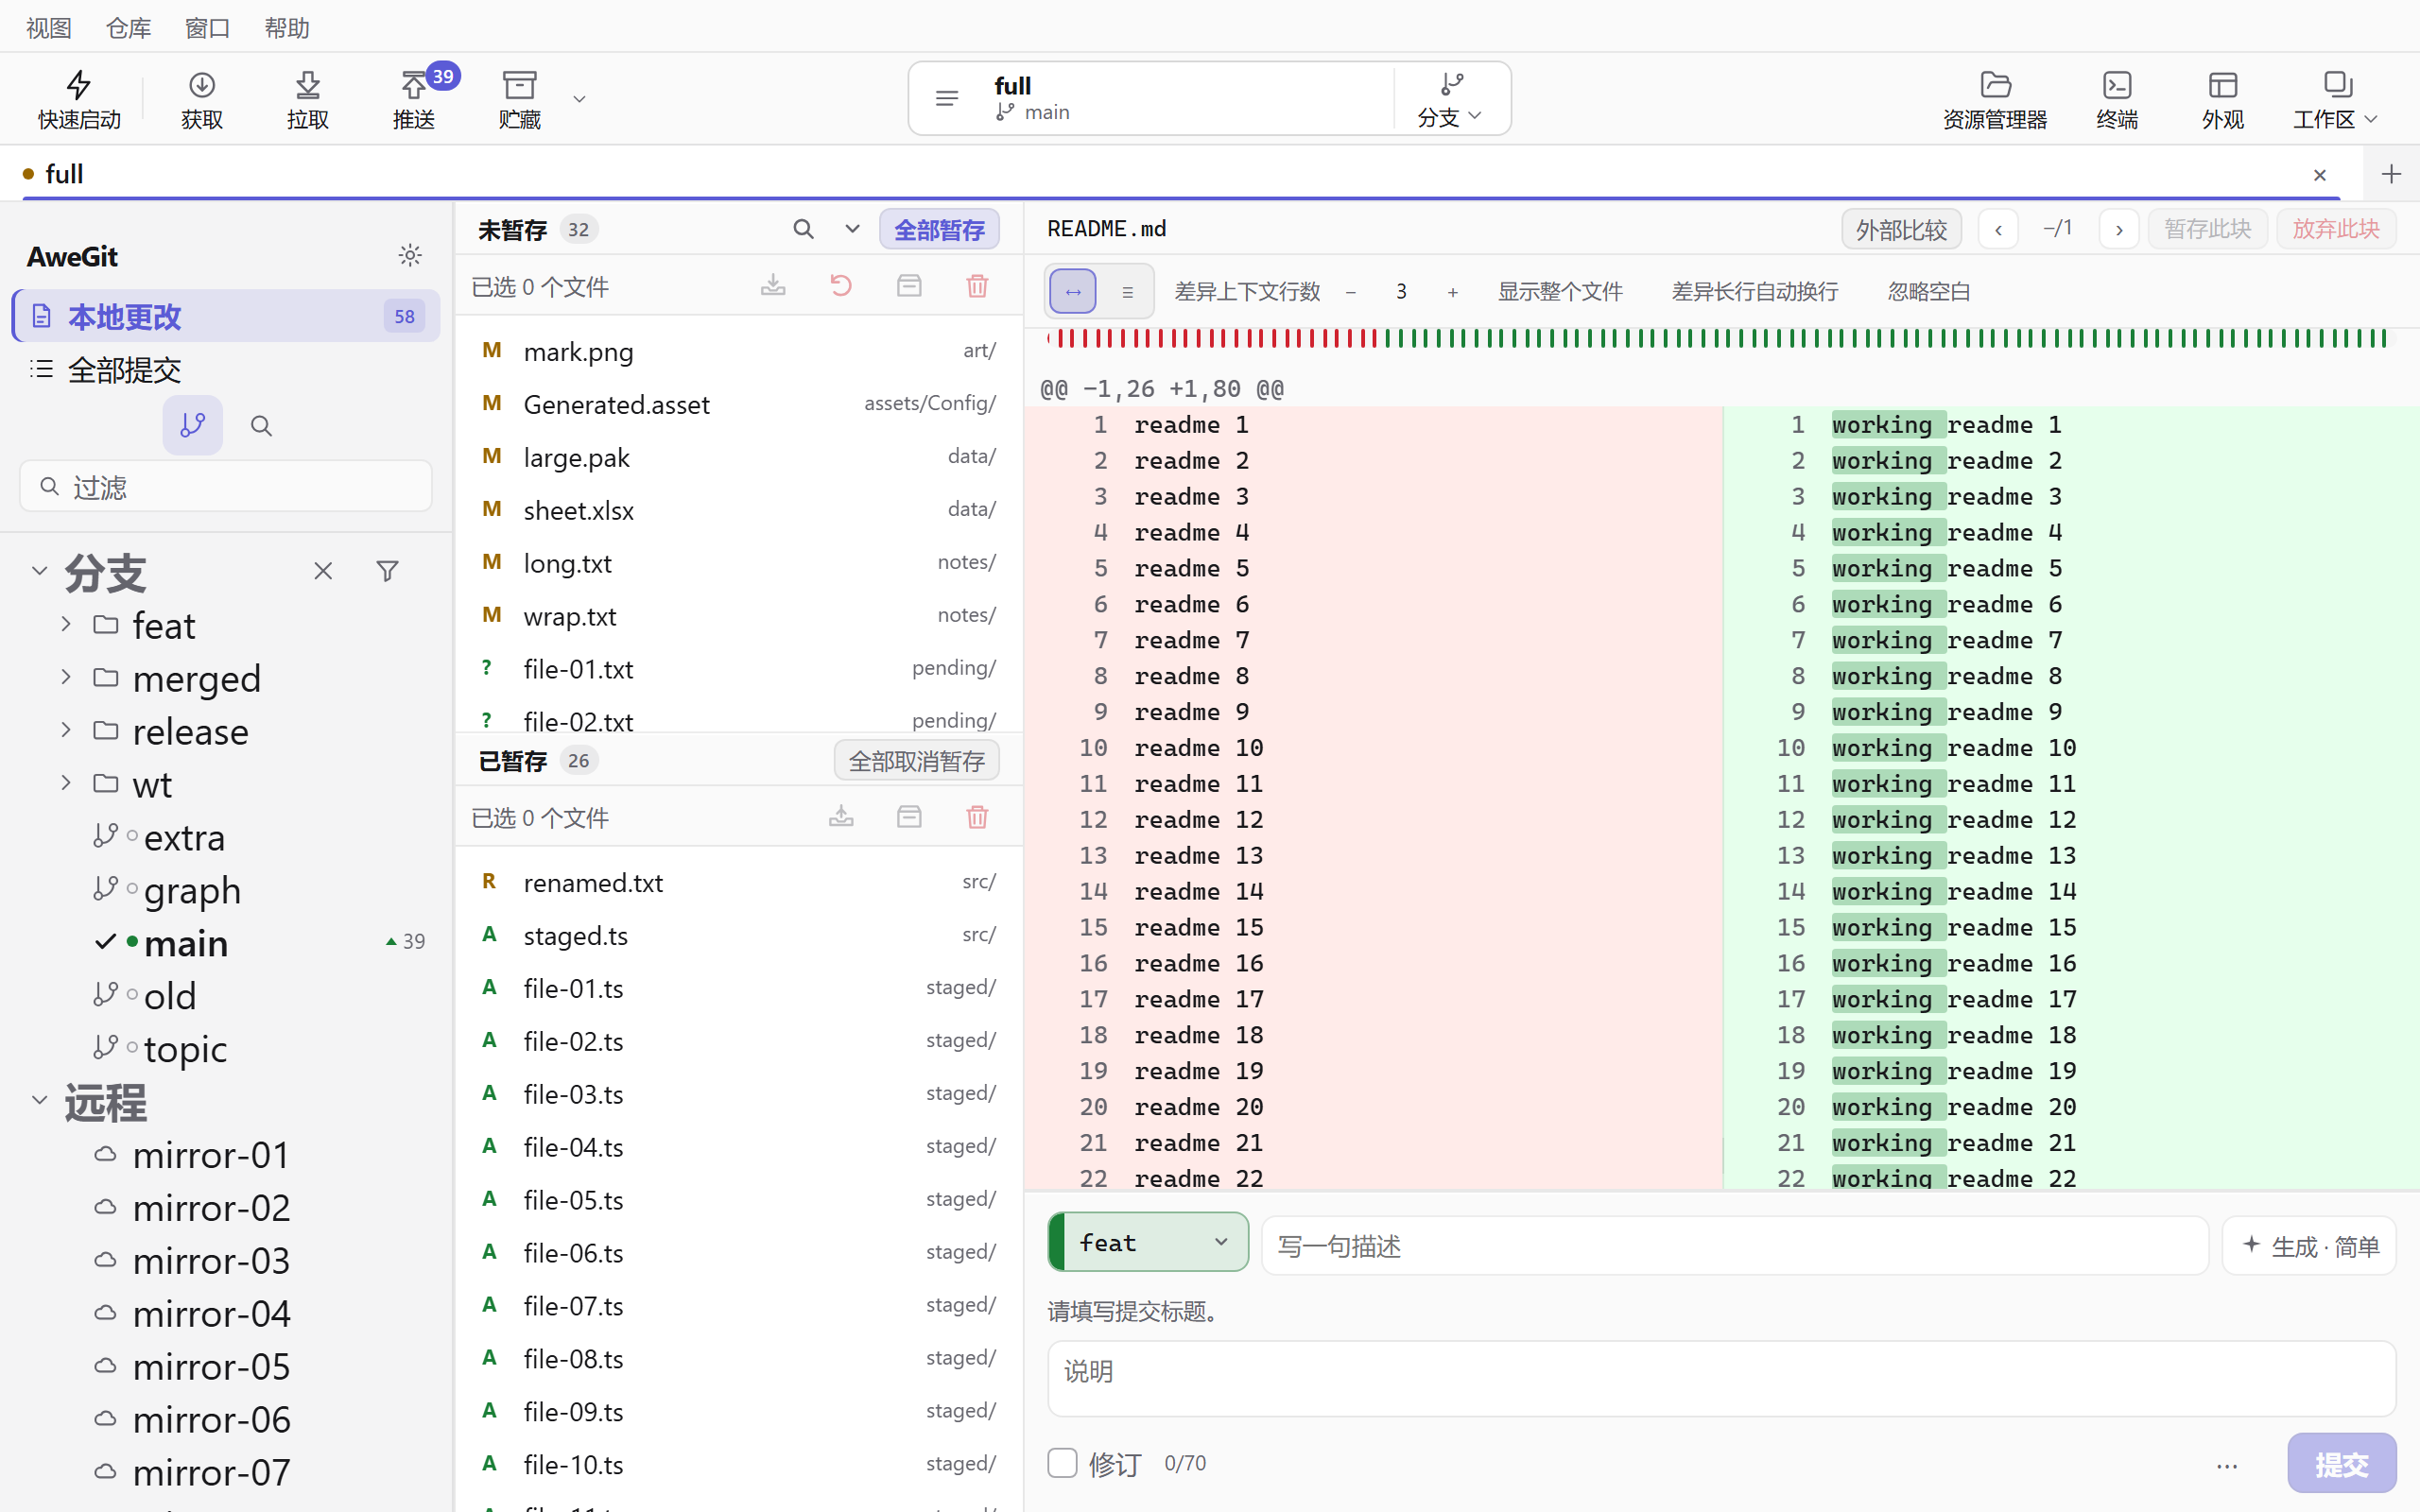 视图 仓库 窗口 帮助
快速启动 获取 拉取 推送 39 贮藏
full
main
分支
资源管理器 终端 外观 工作区
full
AweGit
本地更改 58
全部提交
过滤
分支
feat
merged
release
wt
extra
graph
main 39
old
topic
远程
mirror-01
mirror-02
mirror-03
mirror-04
mirror-05
mirror-06
mirror-07
未暂存 32 全部暂存
已选 0 个文件
M mark.png art/
M Generated.asset assets/Config/
M large.pak data/
M sheet.xlsx data/
M long.txt notes/
M wrap.txt notes/
? file-01.txt pending/
? file-02.txt pending/
已暂存 26 全部取消暂存
已选 0 个文件
R renamed.txt src/
A staged.ts src/
A file-01.ts staged/
A file-02.ts staged/
A file-03.ts staged/
A file-04.ts staged/
A file-05.ts staged/
A file-06.ts staged/
A file-07.ts staged/
A file-08.ts staged/
A file-09.ts staged/
A file-10.ts staged/
README.md 外部比较 ‹ −/1 › 暂存此块 放弃此块
差异上下文行数 − 3 + 显示整个文件 差异长行自动换行 忽略空白
@@ -1,26 +1,80 @@
1 readme 1 1 working readme 1
2 readme 2 2 working readme 2
3 readme 3 3 working readme 3
4 readme 4 4 working readme 4
5 readme 5 5 working readme 5
6 readme 6 6 working readme 6
7 readme 7 7 working readme 7
8 readme 8 8 working readme 8
9 readme 9 9 working readme 9
10 readme 10 10 working readme 10
11 readme 11 11 working readme 11
12 readme 12 12 working readme 12
13 readme 13 13 working readme 13
14 readme 14 14 working readme 14
15 readme 15 15 working readme 15
16 readme 16 16 working readme 16
17 readme 17 17 working readme 17
18 readme 18 18 working readme 18
19 readme 19 19 working readme 19
20 readme 20 20 working readme 20
21 readme 21 21 working readme 21
22 readme 22 22 working readme 22
feat 写一句描述 生成 · 简单
请填写提交标题。
说明
修订 0/70 … 提交